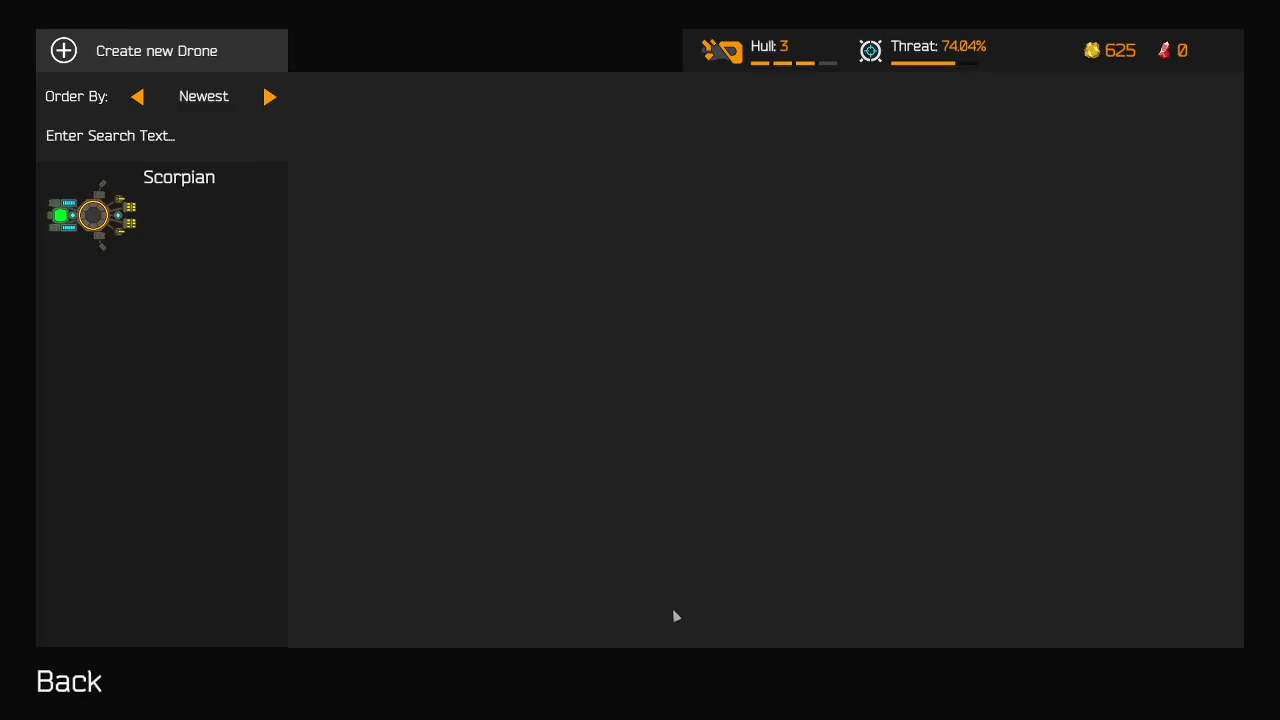 Create new Drone
Hull: 3
Threat: 74.04%
625
0
Order By:
Newest
Enter Search Text...
Scorpian
Back